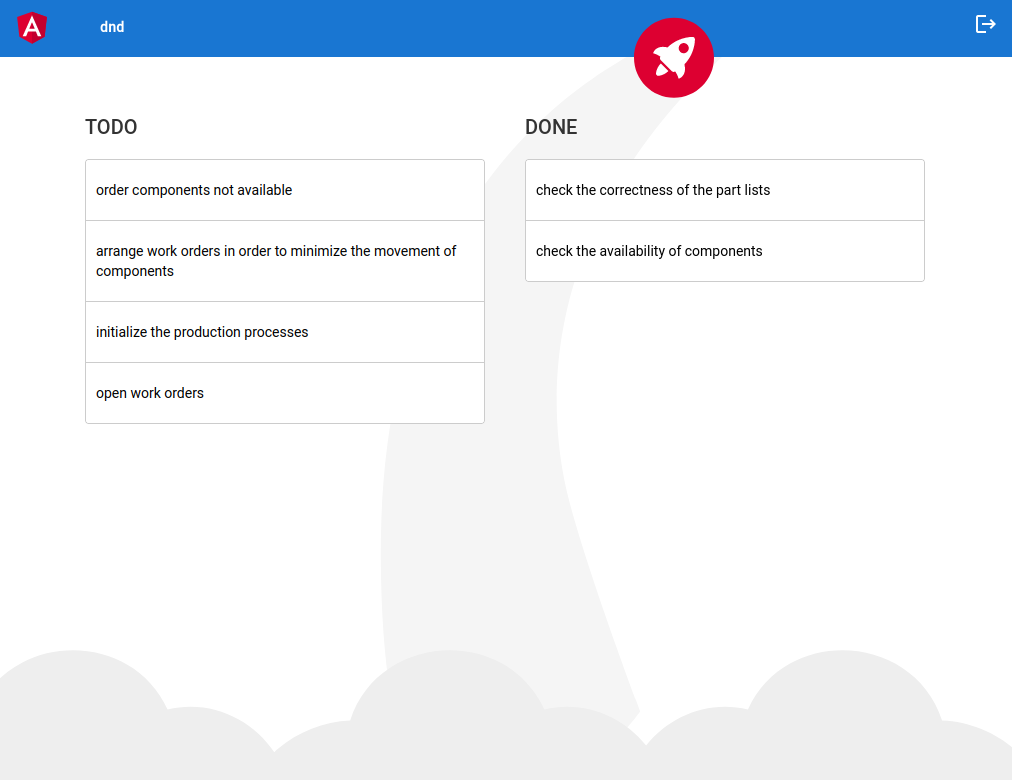 dnd
TODO
order components not available
arrange work orders in order to minimize the movement of
components
initialize the production processes
open work orders
DONE
check the correctness of the part lists
check the availability of components